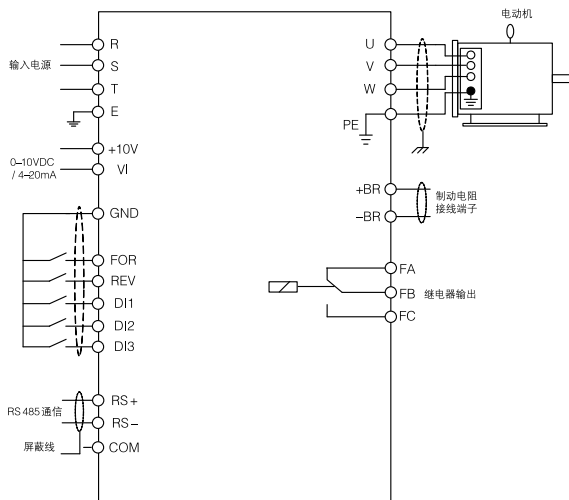 电动机
R
U
输入电源
S
V
T
W
E
PE
+10V
0–10VDC
/ 4–20mA
VI
+BR
制动电阻
接线端子
–BR
GND
FOR
FA
REV
FB
继电器输出
DI1
FC
DI2
DI3
RS+
RS 485 通信
RS–
屏蔽线
COM